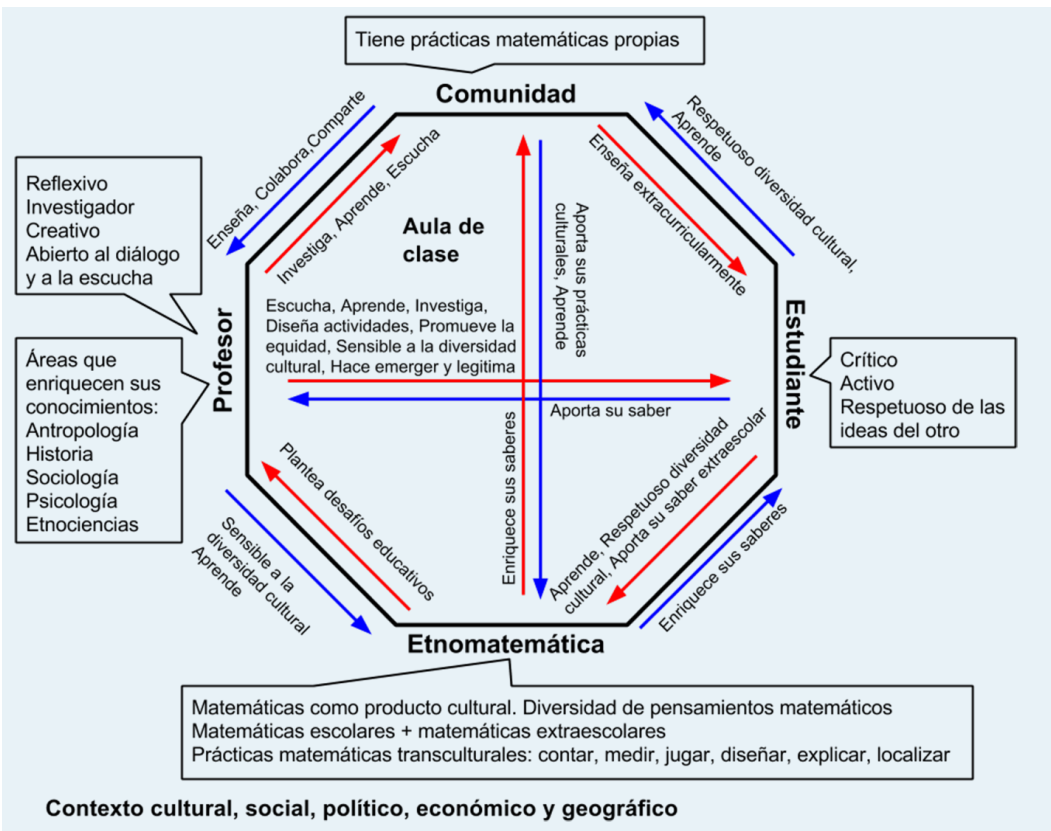 Tiene prácticas matemáticas propias
Comunidad
Enseña, Colabora,Comparte
Investiga, Aprende, Escucha
Respetuoso diversidad cultural,
Aprende
Enseña extracurricularmente
Reflexivo
Investigador
Creativo
Abierto al diálogo
y a la escucha
Aula de
clase
Aporta sus prácticas
culturales, Aprende
Profesor
Escucha, Aprende, Investiga,
Diseña actividades, Promueve la
equidad, Sensible a la diversidad
cultural, Hace emerger y legitima
Aporta su saber
Estudiante
Crítico
Activo
Respetuoso de las
ideas del otro
Áreas que
enriquecen sus
conocimientos:
Antropología
Historia
Sociología
Psicología
Etnociencias
Plantea desafíos educativos
Sensible a la
diversidad cultural
Aprende
Enriquece sus saberes
Aprende, Respetuoso diversidad
cultural, Aporta su saber extraescolar
Enriquece sus saberes
Etnomatemática
Matemáticas como producto cultural. Diversidad de pensamientos matemáticos
Matemáticas escolares + matemáticas extraescolares
Prácticas matemáticas transculturales: contar, medir, jugar, diseñar, explicar, localizar
Contexto cultural, social, político, económico y geográfico